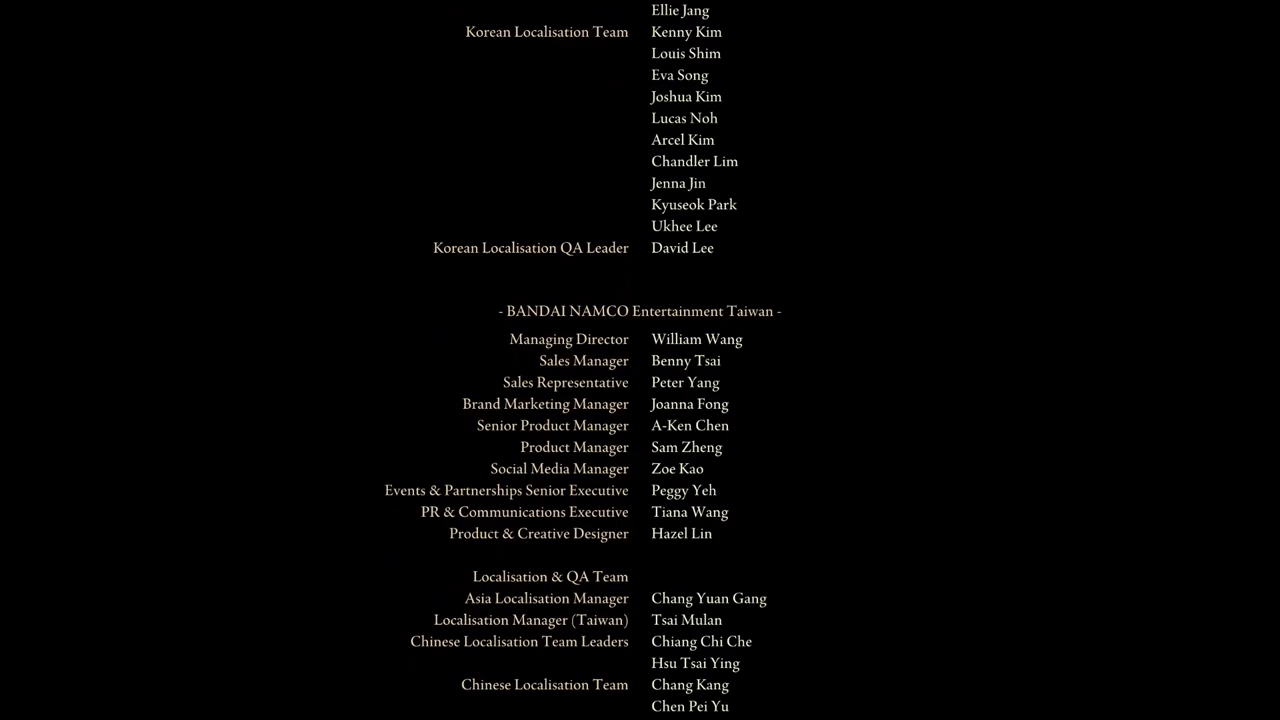 Ellie Jang
Korean Localisation Team Kenny Kim
Louis Shim
Eva Song
Joshua Kim
Lucas Noh
Arcel Kim
Chandler Lim
Jenna Jin
Kyuseok Park
Ukhee Lee
Korean Localisation QA Leader David Lee
- BANDAI NAMCO Entertainment Taiwan -
Managing Director William Wang
Sales Manager Benny Tsai
Sales Representative Peter Yang
Brand Marketing Manager Joanna Fong
Senior Product Manager A-Ken Chen
Product Manager Sam Zheng
Social Media Manager Zoe Kao
Events & Partnerships Senior Executive Peggy Yeh
PR & Communications Executive Tiana Wang
Product & Creative Designer Hazel Lin
Localisation & QA Team
Asia Localisation Manager Chang Yuan Gang
Localisation Manager (Taiwan) Tsai Mulan
Chinese Localisation Team Leaders Chiang Chi Che
Hsu Tsai Ying
Chinese Localisation Team Chang Kang
Chen Pei Yu